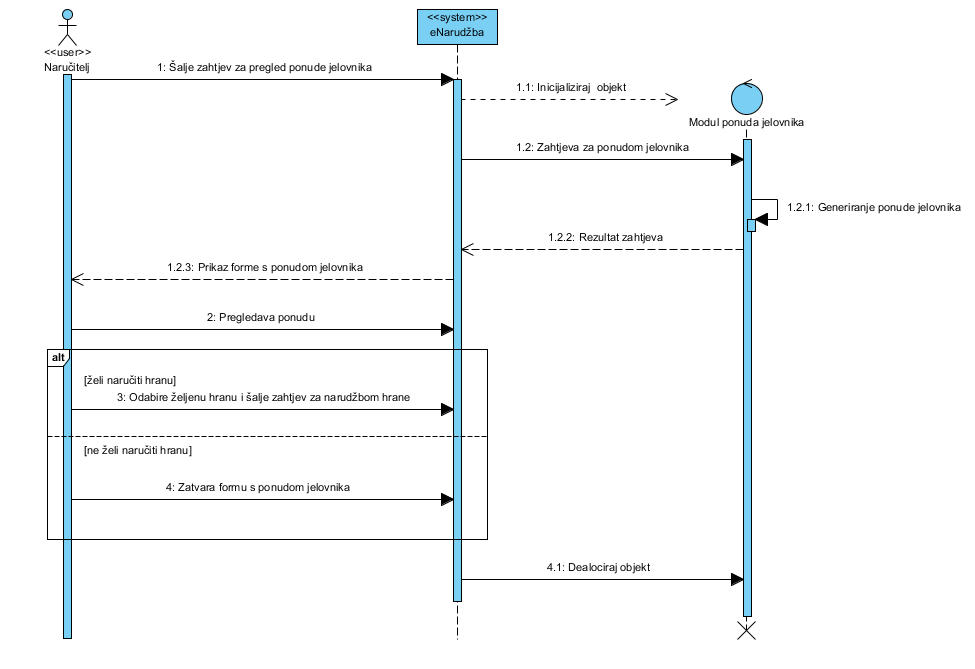 <<user>>
Naručitelj
<<system>>
eNarudžba
1: Šalje zahtjev za pregled ponude jelovnika
1.1: Inicijaliziraj objekt
Modul ponuda jelovnika
1.2: Zahtjeva za ponudom jelovnika
1.2.1: Generiranje ponude jelovnika
1.2.2: Rezultat zahtjeva
1.2.3: Prikaz forme s ponudom jelovnika
2: Pregledava ponudu
alt
[želi naručiti hranu]
3: Odabire željenu hranu i šalje zahtjev za narudžbom hrane
[ne želi naručiti hranu]
4: Zatvara formu s ponudom jelovnika
4.1: Dealociraj objekt